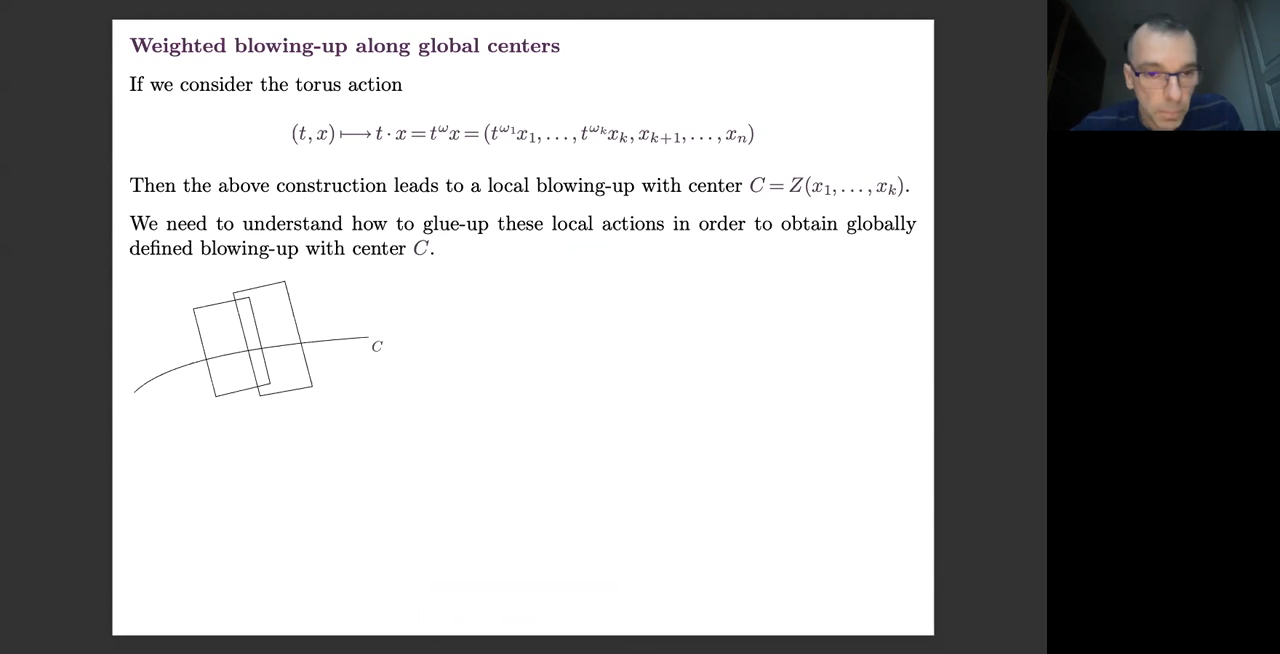 Weighted blowing-up along global centers
If we consider the torus action
(t, x) ⟼ t · x = t^ω x = (t^{ω_1} x_1, . . . , t^{ω_k} x_k, x_{k+1}, . . . , x_n)
Then the above construction leads to a local blowing-up with center C = Z(x_1, . . . , x_k).
We need to understand how to glue-up these local actions in order to obtain globally
defined blowing-up with center C.
C